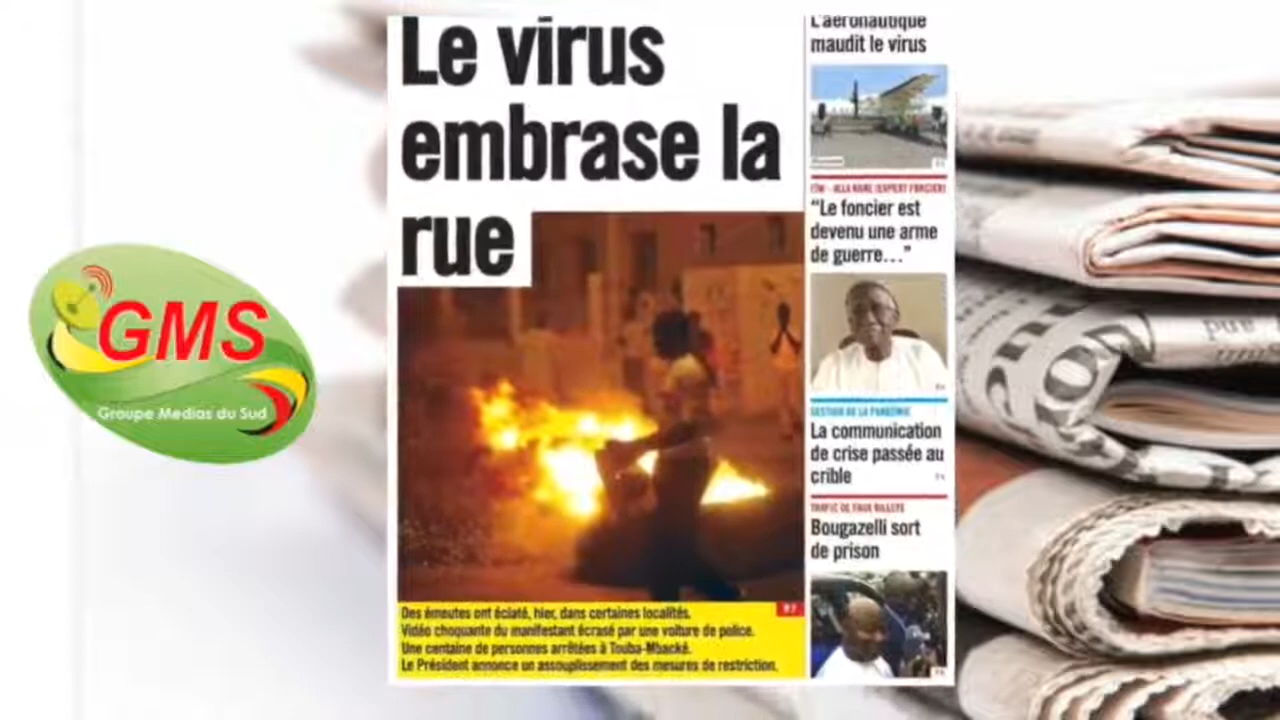 GMS
Groupe Medias du Sud
Le virus
embrase la
rue
Des émeutes ont éclaté, hier, dans certaines localités.
Vidéo choquante du manifestant écrasé par une voiture de police.
Une centaine de personnes arrêtées à Touba-Mbacké.
Le Président annonce un assouplissement des mesures de restriction.
L'aéronautique
maudit le virus
"Le foncier est
devenu une arme
de guerre..."
GESTION DE LA PANDEMIE
La communication
de crise passée au
crible
TRAFIC DE FAUX BILLETS
Bougazelli sort
de prison
and